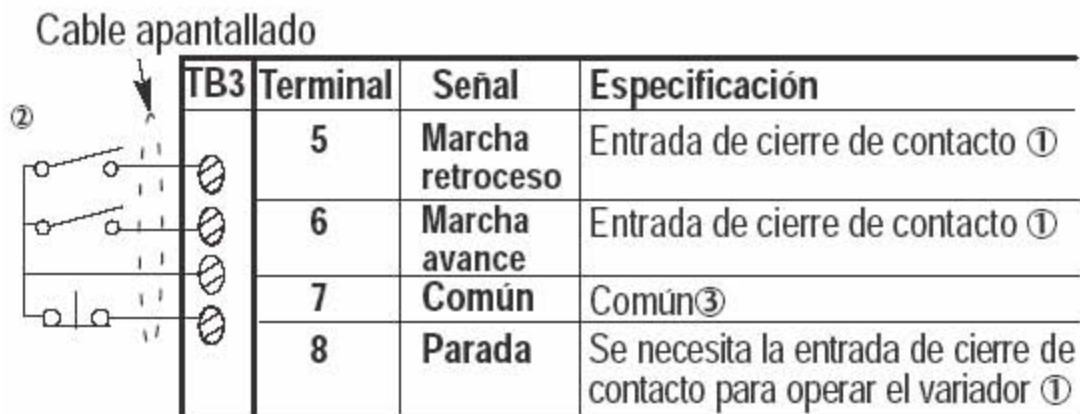 Cable apantallado
TB3 Terminal Señal Especificación
②
5 Marcha retroceso Entrada de cierre de contacto ①
6 Marcha avance Entrada de cierre de contacto ①
7 Común Común③
8 Parada Se necesita la entrada de cierre de contacto para operar el variador ①